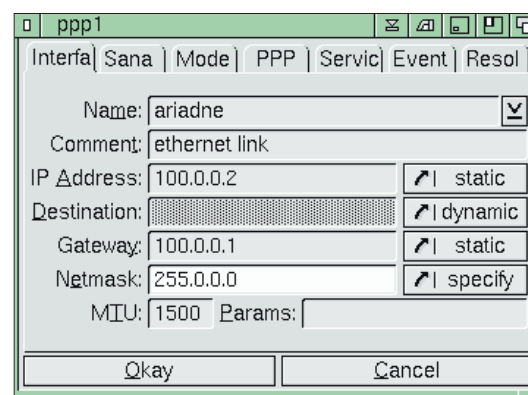 ppp1
Interfa Sana Mode PPP Servic Event Resol
Name: ariadne
Comment: ethernet link
IP Address: 100.0.0.2 static
Destination: dynamic
Gateway: 100.0.0.1 static
Netmask: 255.0.0.0 specify
MTU: 1500 Params:
Okay Cancel